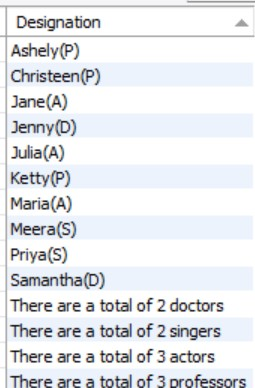 Designation
Ashely(P)
Christeen(P)
Jane(A)
Jenny(D)
Julia(A)
Ketty(P)
Maria(A)
Meera(S)
Priya(S)
Samantha(D)
There are a total of 2 doctors
There are a total of 2 singers
There are a total of 3 actors
There are a total of 3 professors